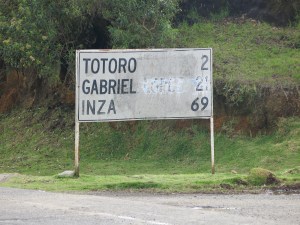 TOTORO 2
GABRIEL 21
INZA 69